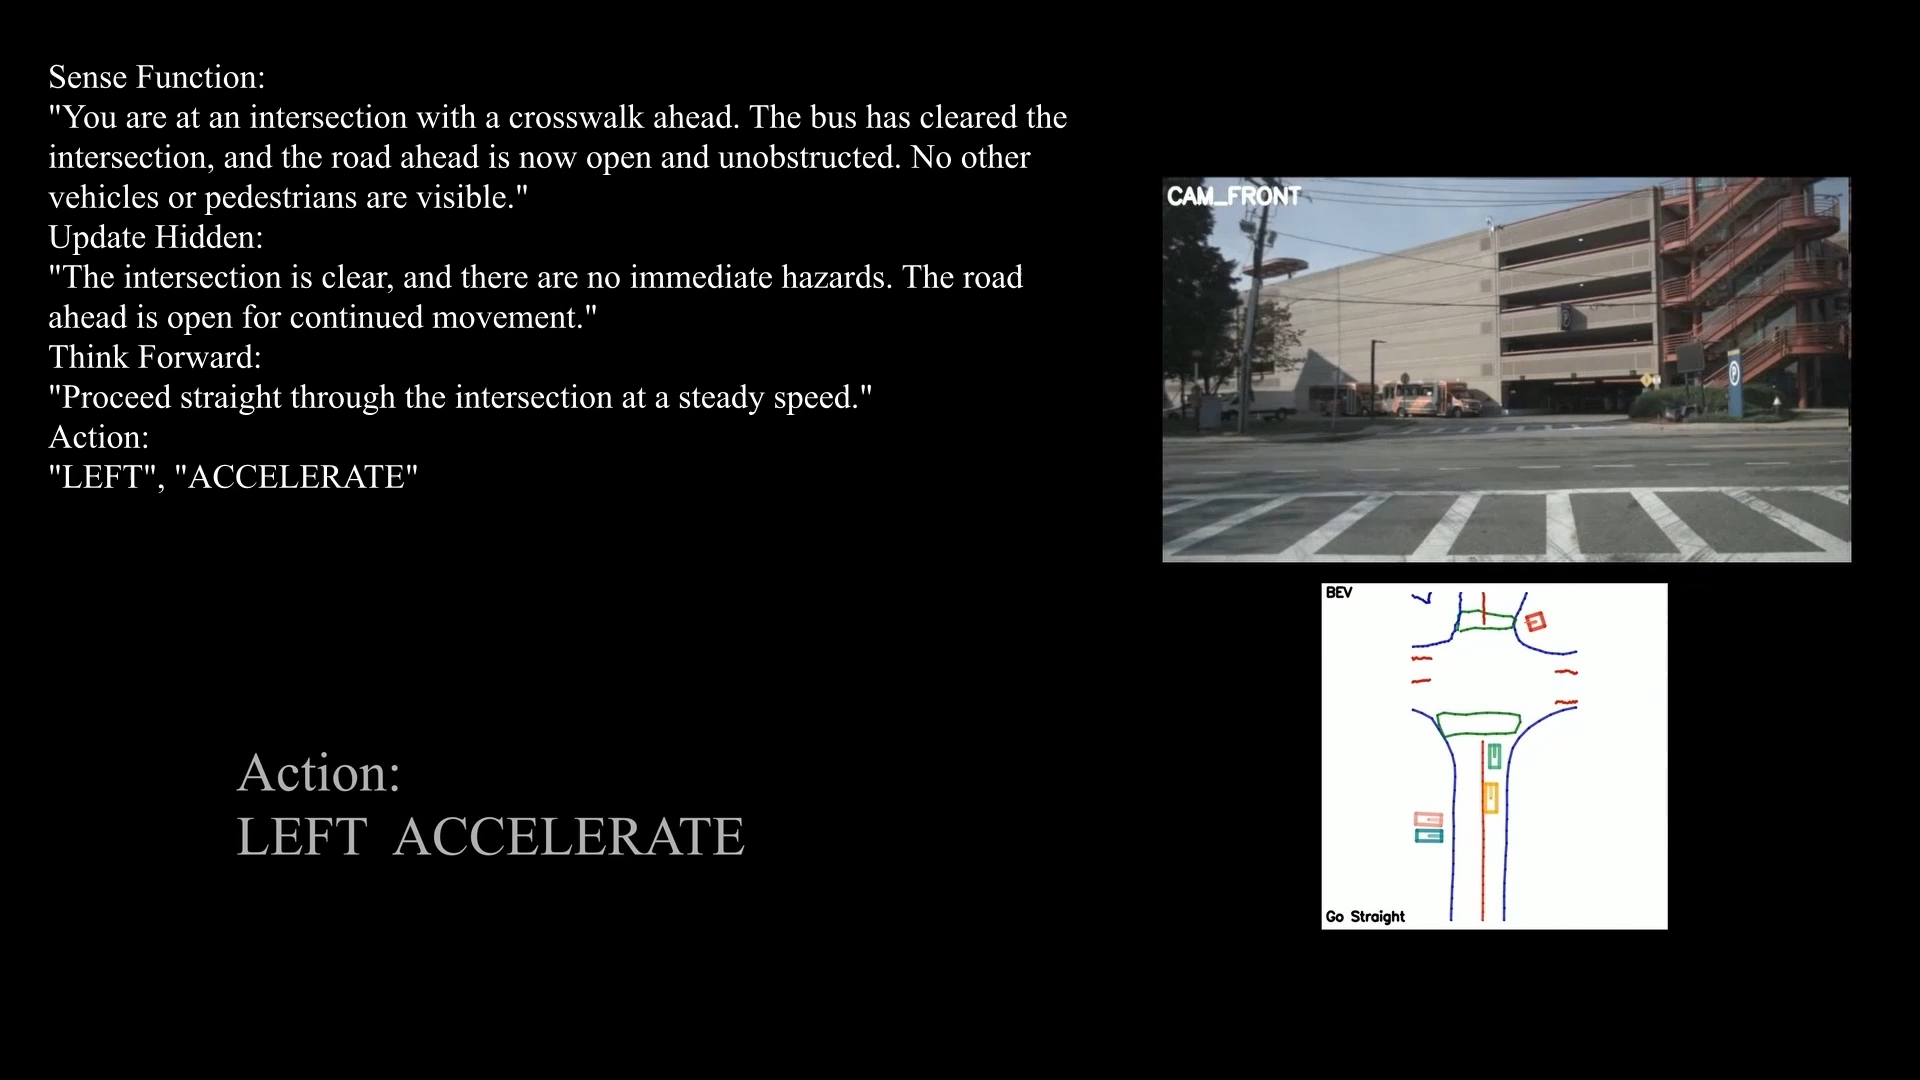 Sense Function:
"You are at an intersection with a crosswalk ahead. The bus has cleared the
intersection, and the road ahead is now open and unobstructed. No other
vehicles or pedestrians are visible."
Update Hidden:
"The intersection is clear, and there are no immediate hazards. The road
ahead is open for continued movement."
Think Forward:
"Proceed straight through the intersection at a steady speed."
Action:
"LEFT", "ACCELERATE"
Action:
LEFT ACCELERATE
CAM_FRONT
P
BEV
Go Straight